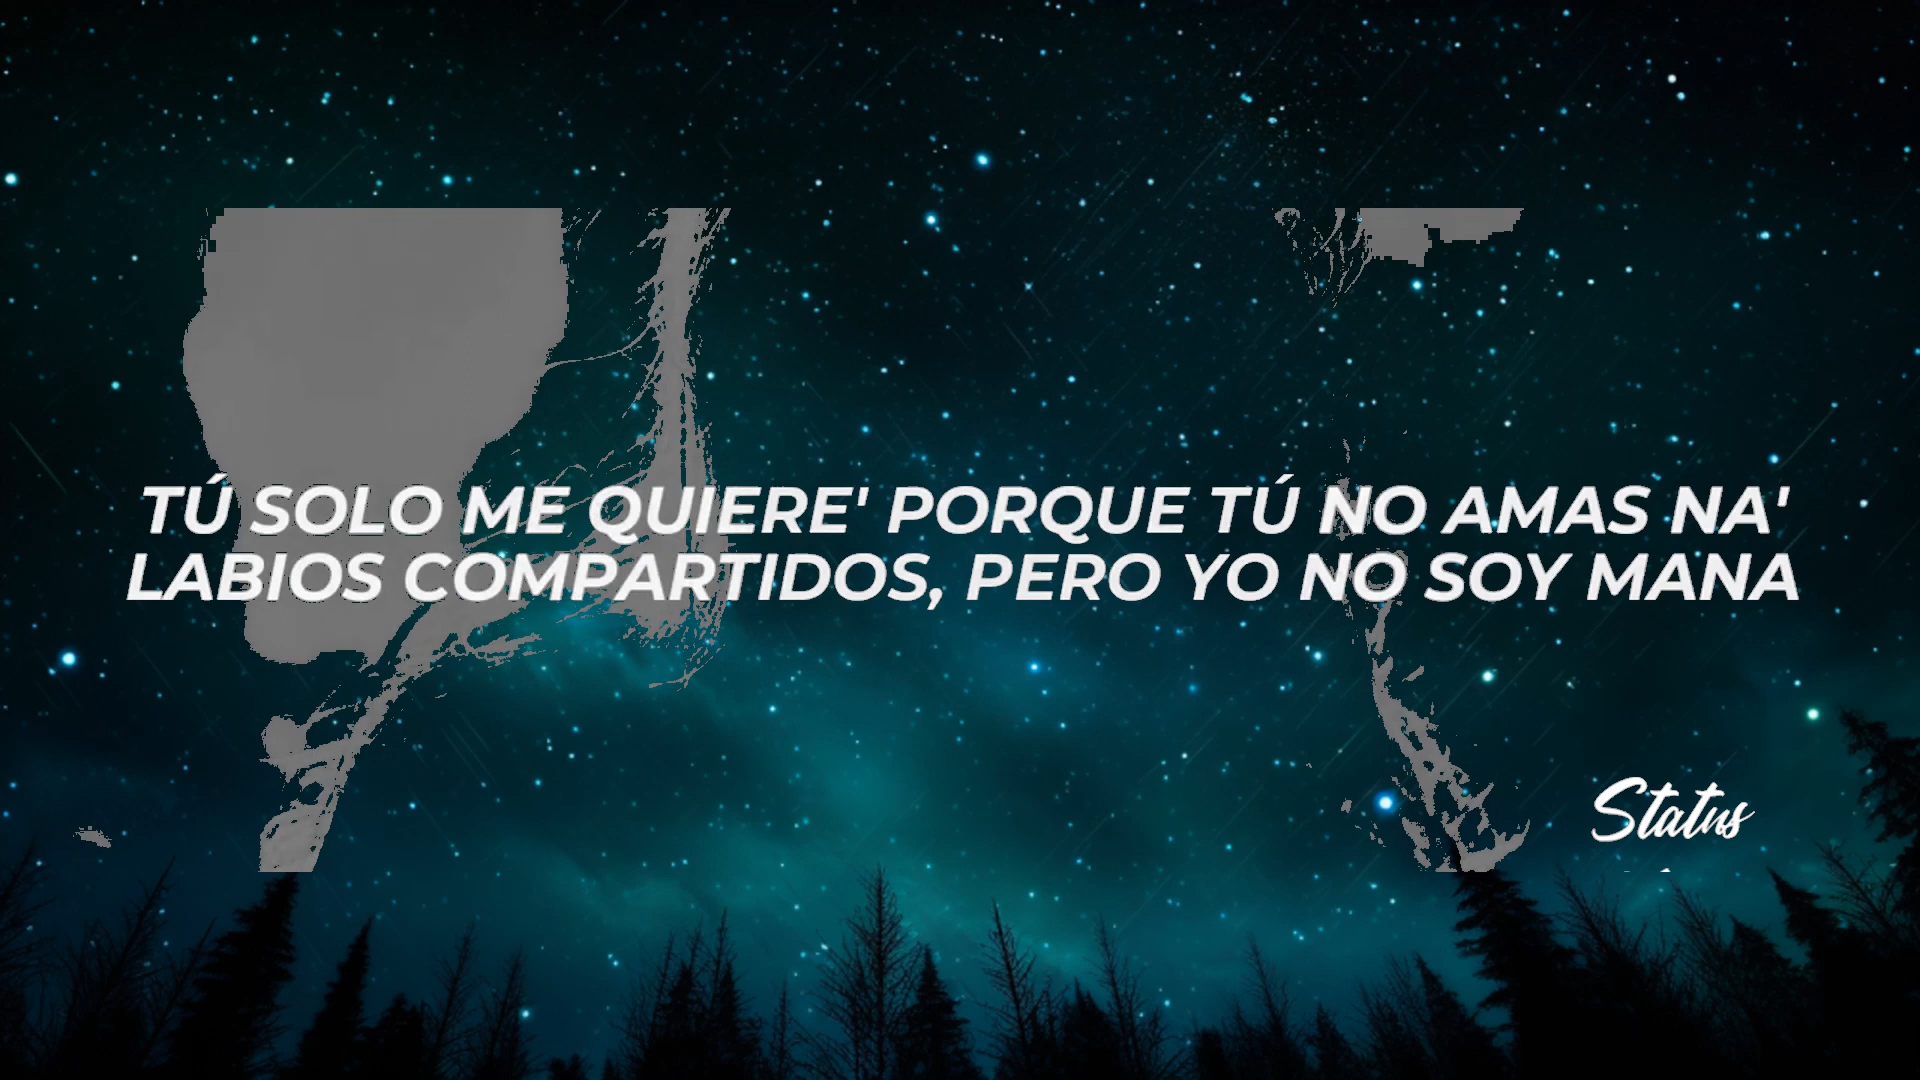 TÚ SOLO ME QUIERE' PORQUE TÚ NO AMAS NA'
LABIOS COMPARTIDOS, PERO YO NO SOY MANA
Status